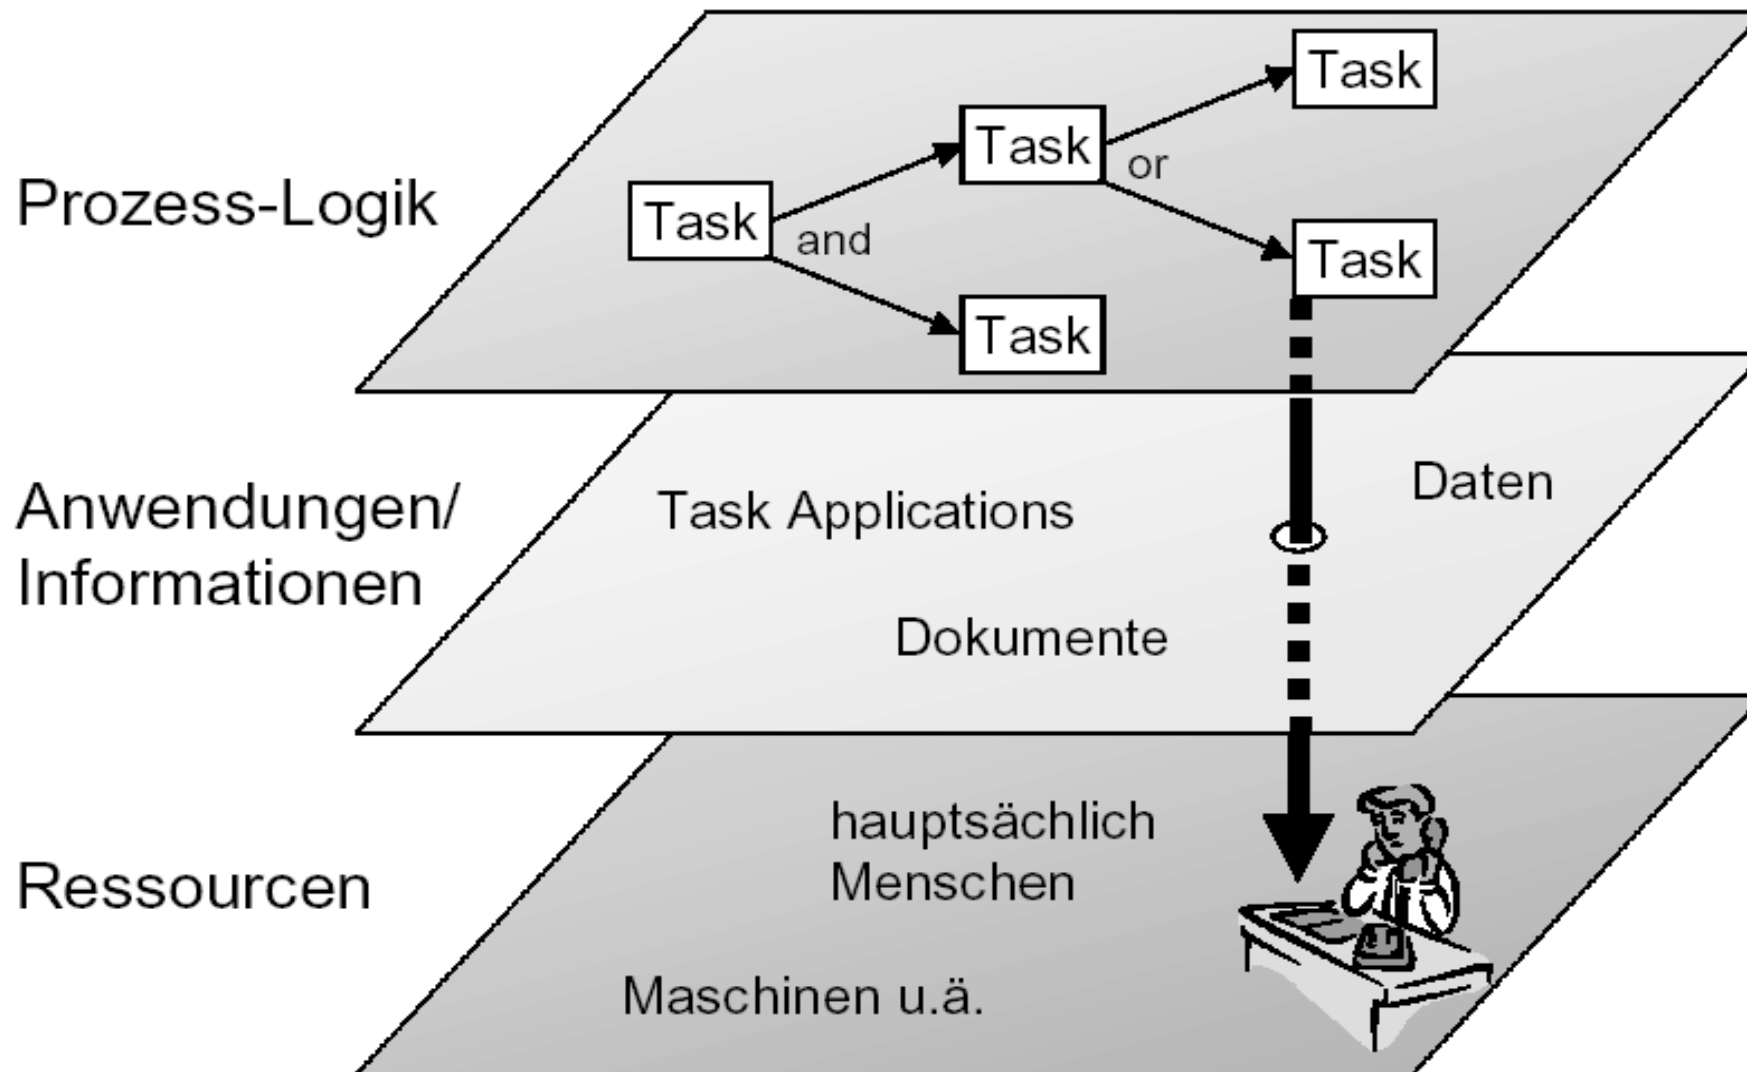 Prozess-Logik
Task
and
Task
Task
or
Task
Task
Anwendungen/
Informationen
Task Applications
Daten
Dokumente
Ressourcen
hauptsächlich
Menschen
Maschinen u.ä.